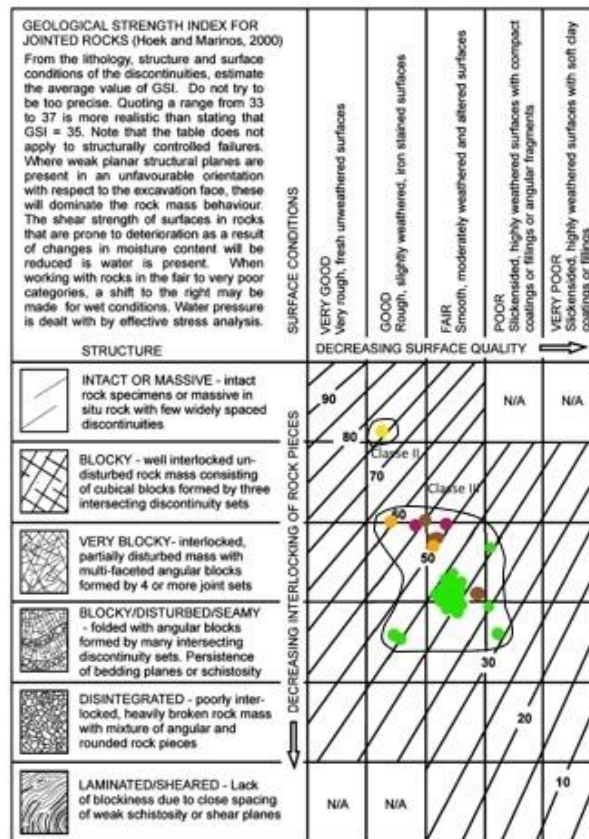 GEOLOGICAL STRENGTH INDEX FOR
JOINTED ROCKS (Hoek and Marinos, 2000)
From the lithology, structure and surface
conditions of the discontinuities, estimate
the average value of GSI. Do not try to
be too precise. Quoting a range from 33
to 37 is more realistic than stating that
GSI = 35. Note that the table does not
apply to structurally controlled failures.
Where weak planar structural planes are
present in an unfavourable orientation
with respect to the excavation face, these
will dominate the rock mass behaviour.
The shear strength of surfaces in rocks
that are prone to deterioration as a result
of changes in moisture content will be
reduced is water is present. When
working with rocks in the fair to very poor
categories, a shift to the right may be
made for wet conditions. Water pressure
is dealt with by effective stress analysis.
SURFACE CONDITIONS
VERY GOOD
Very rough, fresh unweathered surfaces
GOOD
Rough, slightly weathered, iron stained surfaces
FAIR
Smooth, moderately weathered and altered surfaces
POOR
Slickensided, highly weathered surfaces with compact
coatings or fillings or angular fragments
VERY POOR
Slickensided, highly weathered surfaces with soft clay
coatings or fillings
STRUCTURE
DECREASING SURFACE QUALITY
DECREASING INTERLOCKING OF ROCK PIECES
INTACT OR MASSIVE - intact
rock specimens or massive in
situ rock with few widely spaced
discontinuities
90
N/A
N/A
80
Classe II
BLOCKY - well interlocked un-
disturbed rock mass consisting
of cubical blocks formed by three
intersecting discontinuity sets
70
Classe III
60
VERY BLOCKY- interlocked,
partially disturbed mass with
multi-faceted angular blocks
formed by 4 or more joint sets
50
BLOCKY/DISTURBED/SEAMY
- folded with angular blocks
formed by many intersecting
discontinuity sets. Persistence
of bedding planes or schistosity
30
DISINTEGRATED - poorly inter-
locked, heavily broken rock mass
with mixture of angular and
rounded rock pieces
20
LAMINATED/SHEARED - Lack
of blockiness due to close spacing
of weak schistosity or shear planes
N/A
N/A
10